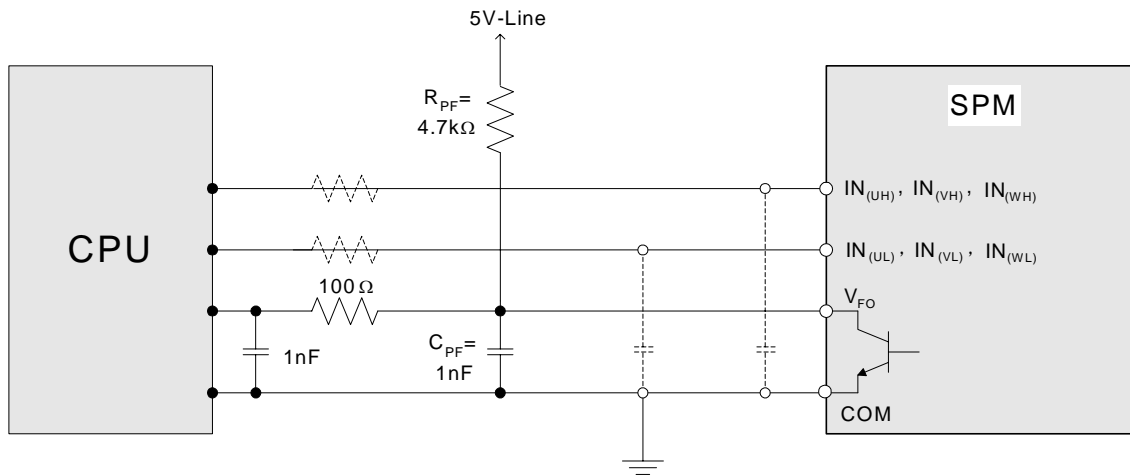 5V-Line
R_PF=
4.7kΩ
SPM
CPU
IN_(UH), IN_(VH), IN_(WH)
IN_(UL), IN_(VL), IN_(WL)
100Ω
V_FO
C_PF=
1nF
1nF
COM